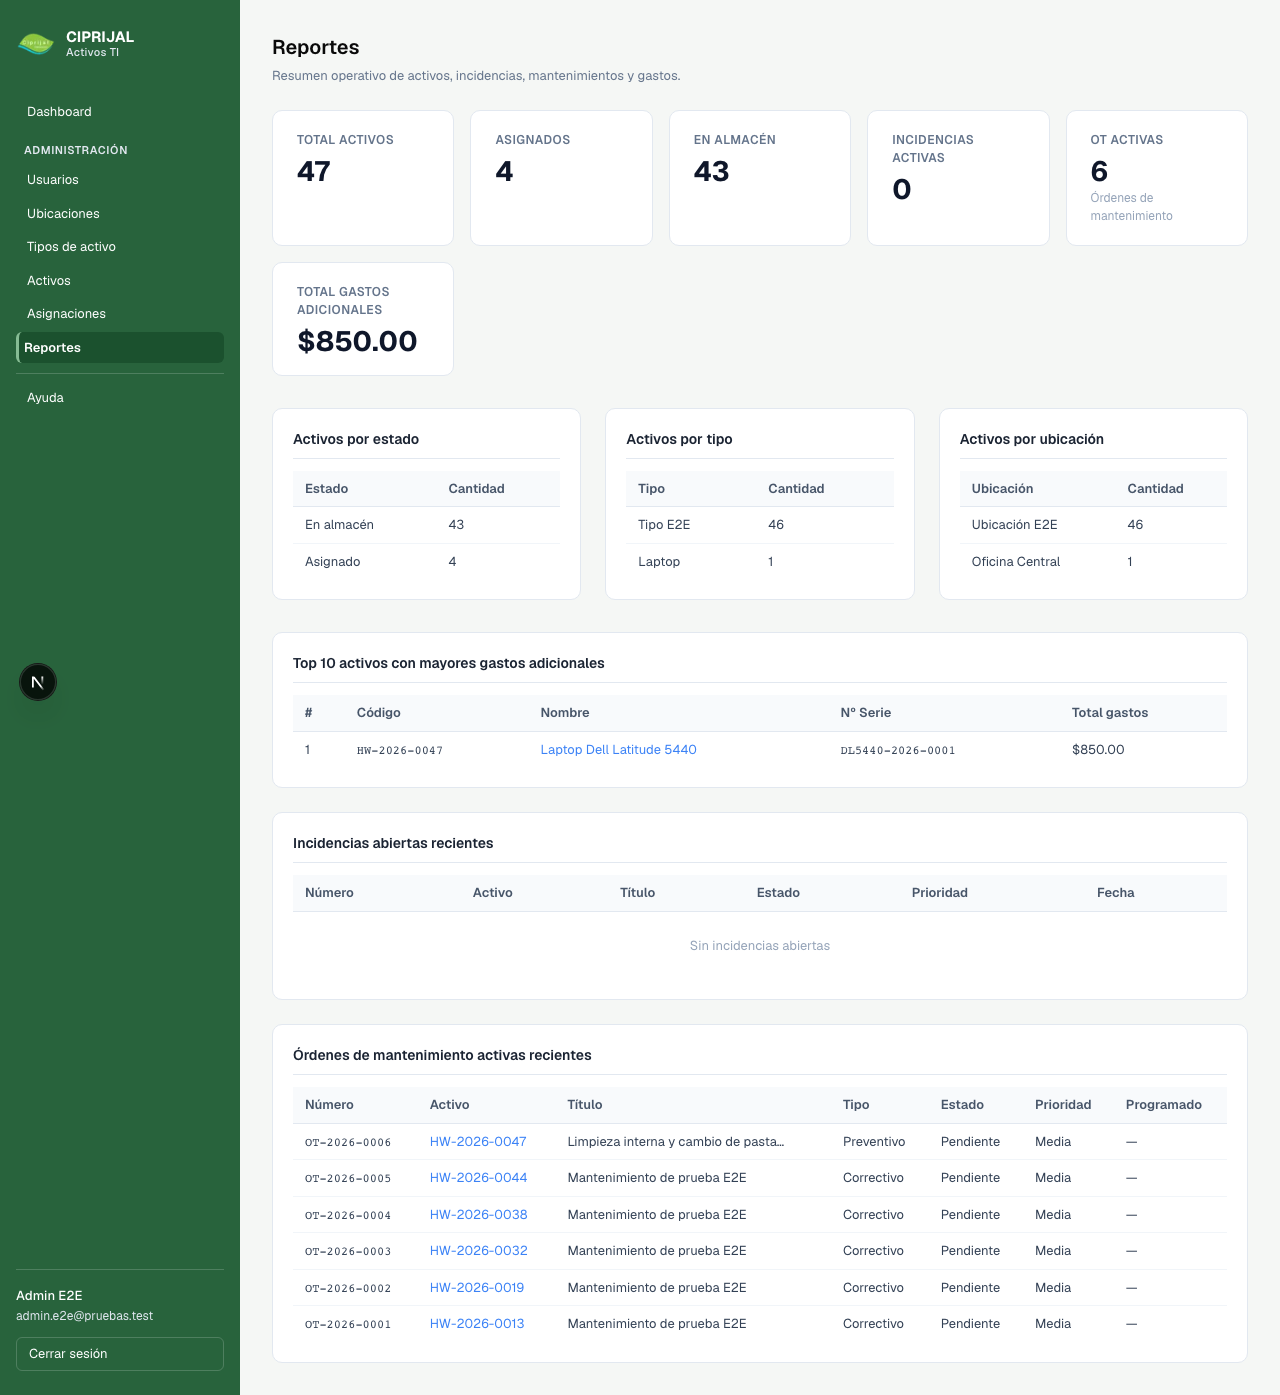 CIPRIJAL
Activos TI
Dashboard
ADMINISTRACIÓN
Usuarios
Ubicaciones
Tipos de activo
Activos
Asignaciones
Reportes
Ayuda
N
Admin E2E
admin.e2e@pruebas.test
Cerrar sesión
Reportes
Resumen operativo de activos, incidencias, mantenimientos y gastos.
TOTAL ACTIVOS
47
ASIGNADOS
4
EN ALMACÉN
43
INCIDENCIAS
ACTIVAS
0
OT ACTIVAS
6
Órdenes de
mantenimiento
TOTAL GASTOS
ADICIONALES
$850.00
Activos por estado
Estado Cantidad
En almacén 43
Asignado 4
Activos por tipo
Tipo Cantidad
Tipo E2E 46
Laptop 1
Activos por ubicación
Ubicación Cantidad
Ubicación E2E 46
Oficina Central 1
Top 10 activos con mayores gastos adicionales
# Código Nombre Nº Serie Total gastos
1 HW-2026-0047 Laptop Dell Latitude 5440 DL5440-2026-0001 $850.00
Incidencias abiertas recientes
Número Activo Título Estado Prioridad Fecha
Sin incidencias abiertas
Órdenes de mantenimiento activas recientes
Número Activo Título Tipo Estado Prioridad Programado
OT-2026-0006 HW-2026-0047 Limpieza interna y cambio de pasta… Preventivo Pendiente Media —
OT-2026-0005 HW-2026-0044 Mantenimiento de prueba E2E Correctivo Pendiente Media —
OT-2026-0004 HW-2026-0038 Mantenimiento de prueba E2E Correctivo Pendiente Media —
OT-2026-0003 HW-2026-0032 Mantenimiento de prueba E2E Correctivo Pendiente Media —
OT-2026-0002 HW-2026-0019 Mantenimiento de prueba E2E Correctivo Pendiente Media —
OT-2026-0001 HW-2026-0013 Mantenimiento de prueba E2E Correctivo Pendiente Media —